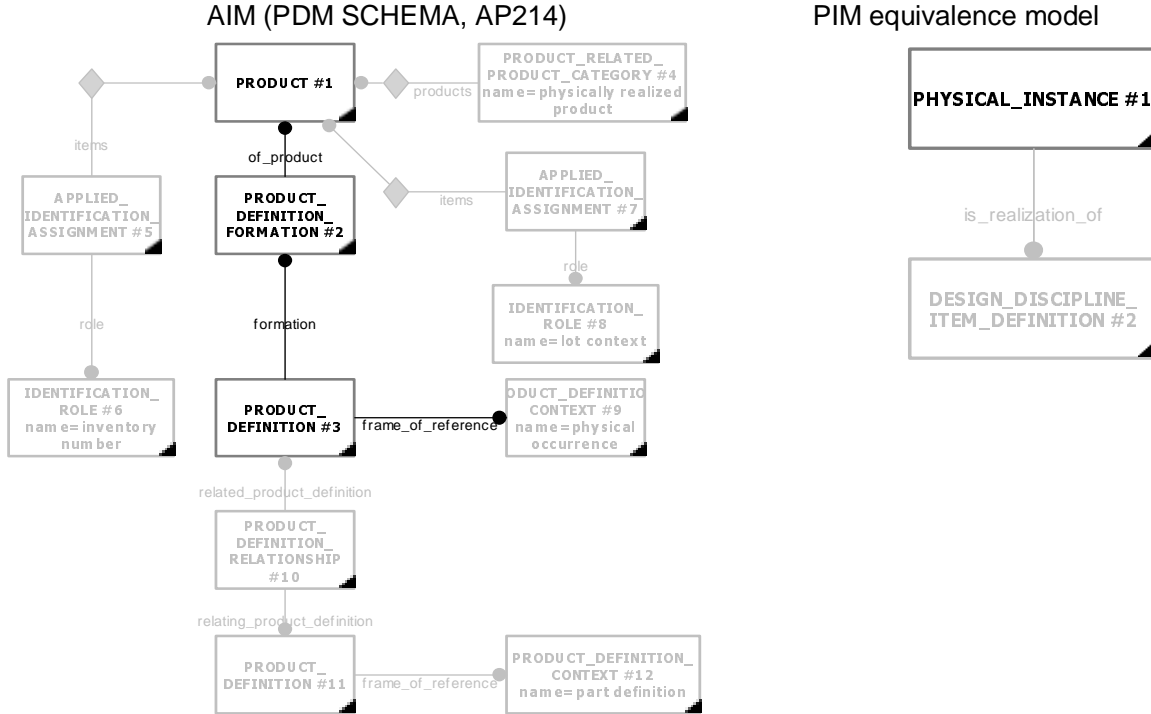 AIM (PDM SCHEMA, AP214)
PIM equivalence model
PRODUCT #1
PRODUCT_RELATED_
PRODUCT_CATEGORY #4
name=physically realized
product
products
PHYSICAL_INSTANCE #1
items
of_product
APPLIED_
IDENTIFICATION_
ASSIGNMENT #5
PRODUCT_
DEFINITION_
FORMATION #2
items
APPLIED_
IDENTIFICATION_
ASSIGNMENT #7
is_realization_of
role
role
formation
IDENTIFICATION_
ROLE #8
name=lot context
DESIGN_DISCIPLINE_
ITEM_DEFINITION #2
IDENTIFICATION_
ROLE #6
name=inventory
number
PRODUCT_
DEFINITION #3
frame_of_reference
ODUCT_DEFINITIO
CONTEXT #9
name=physical
occurrence
related_product_definition
PRODUCT_
DEFINITION_
RELATIONSHIP
#10
relating_product_definition
PRODUCT_
DEFINITION #11
frame_of_reference
PRODUCT_DEFINITION_
CONTEXT #12
name=part definition